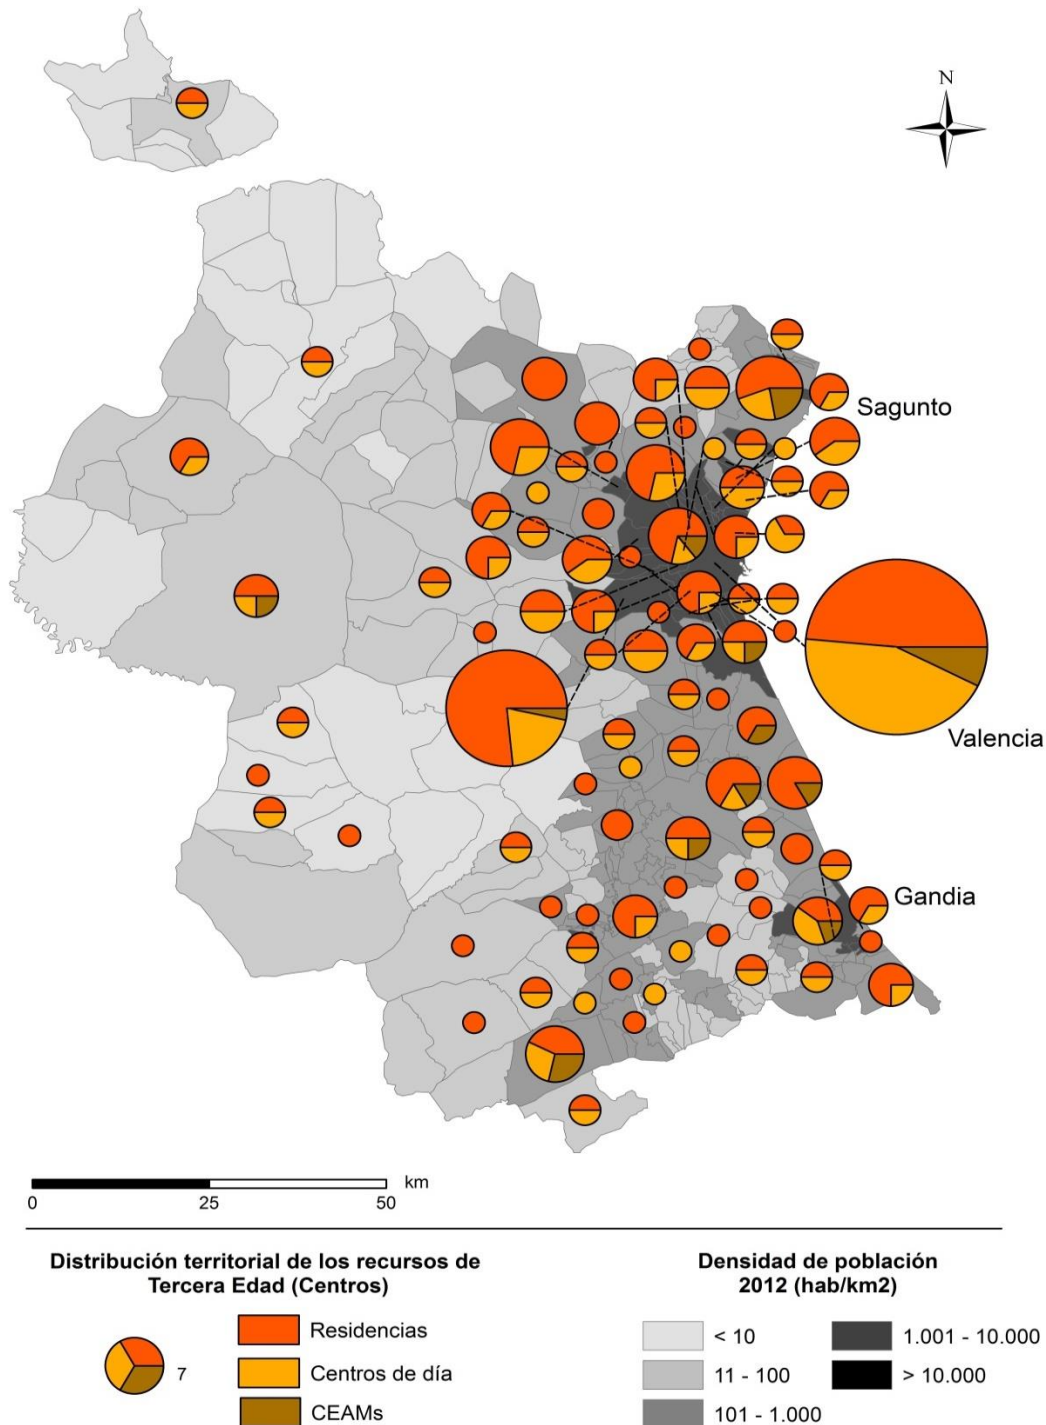 N
Sagunto
Valencia
Gandia
km
0 25 50
Distribución territorial de los recursos de
Tercera Edad (Centros)
7
Residencias
Centros de día
CEAMs
Densidad de población
2012 (hab/km2)
< 10
11 - 100
101 - 1.000
1.001 - 10.000
> 10.000